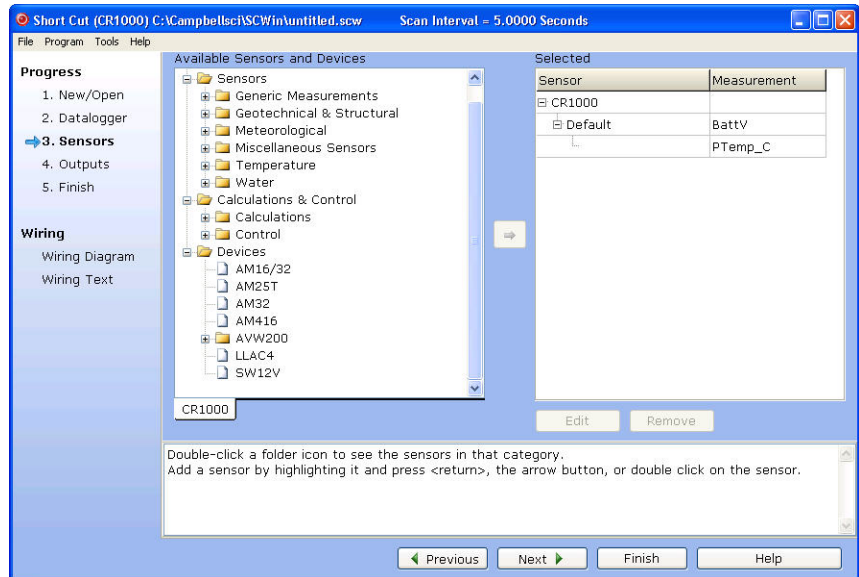 Short Cut (CR1000) C:\Campbellsci\SCWin\untitled.scw Scan Interval = 5.0000 Seconds
File Program Tools Help
Progress
1. New/Open
2. Datalogger
3. Sensors
4. Outputs
5. Finish
Wiring
Wiring Diagram
Wiring Text
Available Sensors and Devices
Sensors
Generic Measurements
Geotechnical & Structural
Meteorological
Miscellaneous Sensors
Temperature
Water
Calculations & Control
Calculations
Control
Devices
AM16/32
AM25T
AM32
AM416
AVW200
LLAC4
SW12V
CR1000
Selected
Sensor Measurement
CR1000
Default BattV
PTemp_C
Edit Remove
Double-click a folder icon to see the sensors in that category.
Add a sensor by highlighting it and press <return>, the arrow button, or double click on the sensor.
Previous Next Finish Help